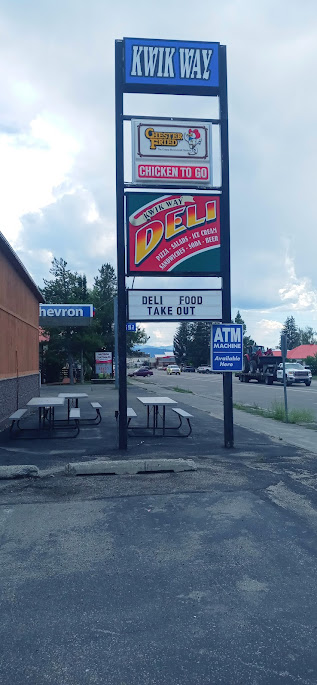 KWIK WAY
CHESTER
FRIED
CHICKEN TO GO
KWIK WAY
DELI
PIZZA - SALADS - ICE CREAM
SANDWICHES - SODA - BEER
DELI FOOD
TAKE OUT
hevron
97
ATM
MACHINE
Available
Here